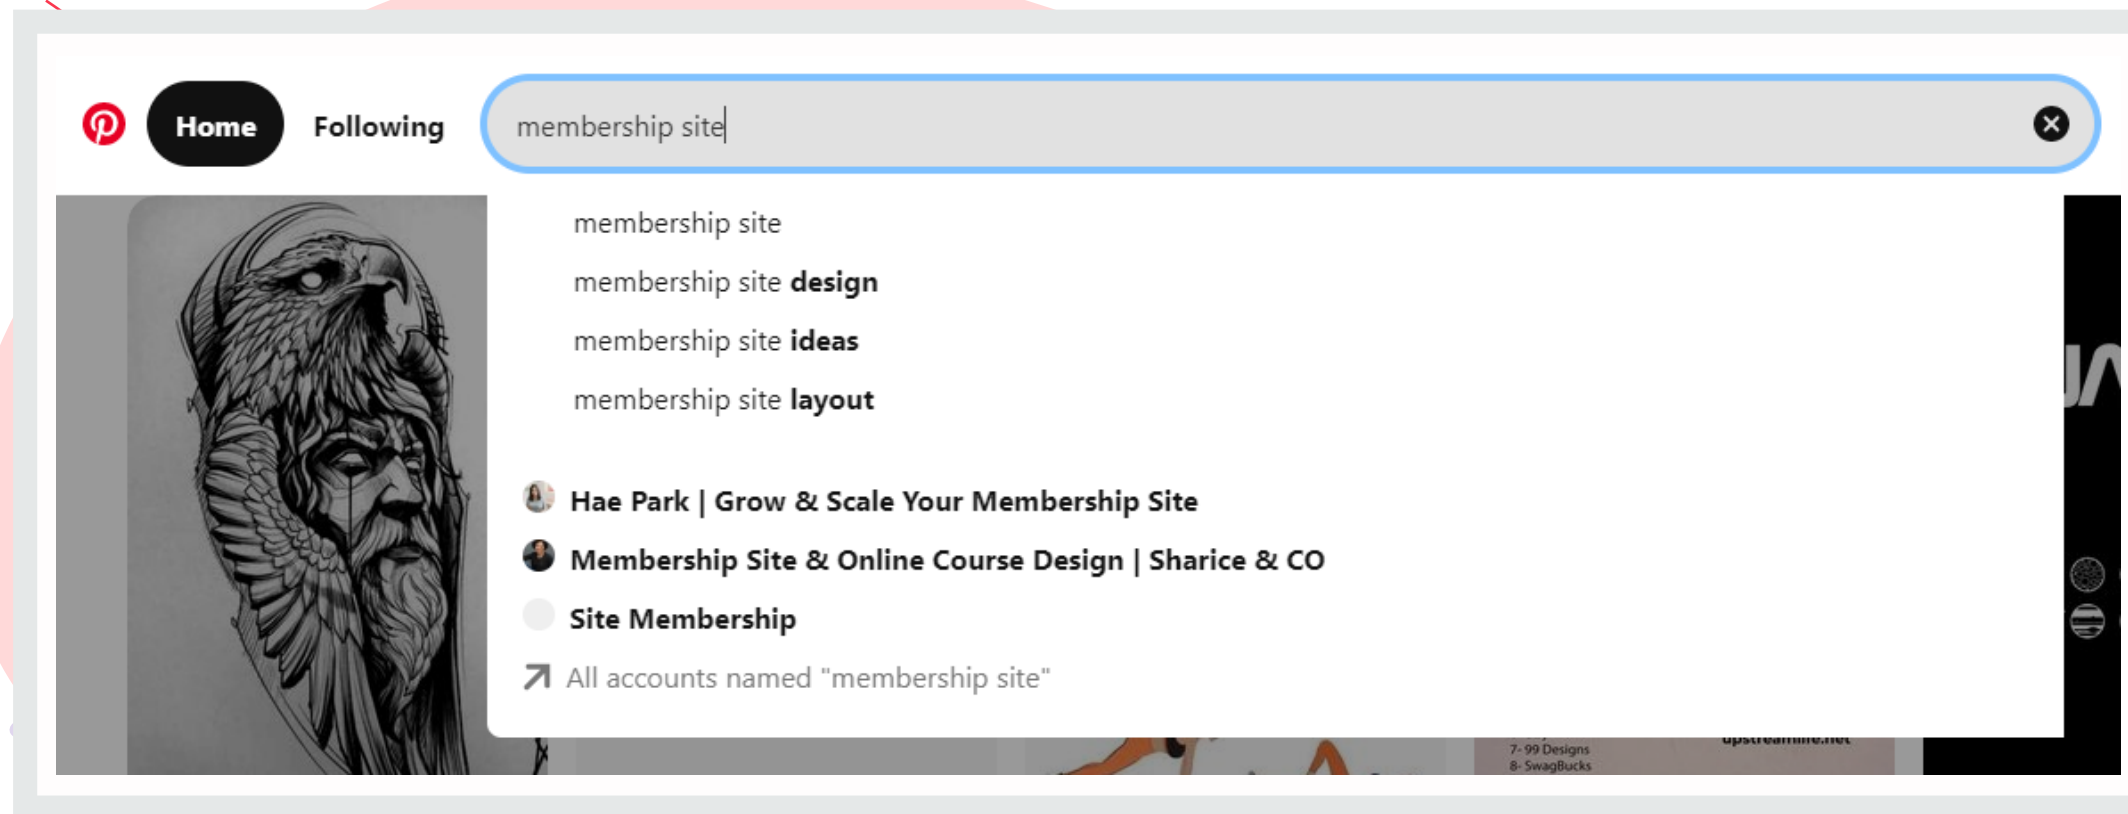 Home Following membership site
membership site
membership site design
membership site ideas
membership site layout
Hae Park | Grow & Scale Your Membership Site
Membership Site & Online Course Design | Sharice & CO
Site Membership
All accounts named "membership site"
7- 99 Designs
8- SwagBucks
upstreamlife.net